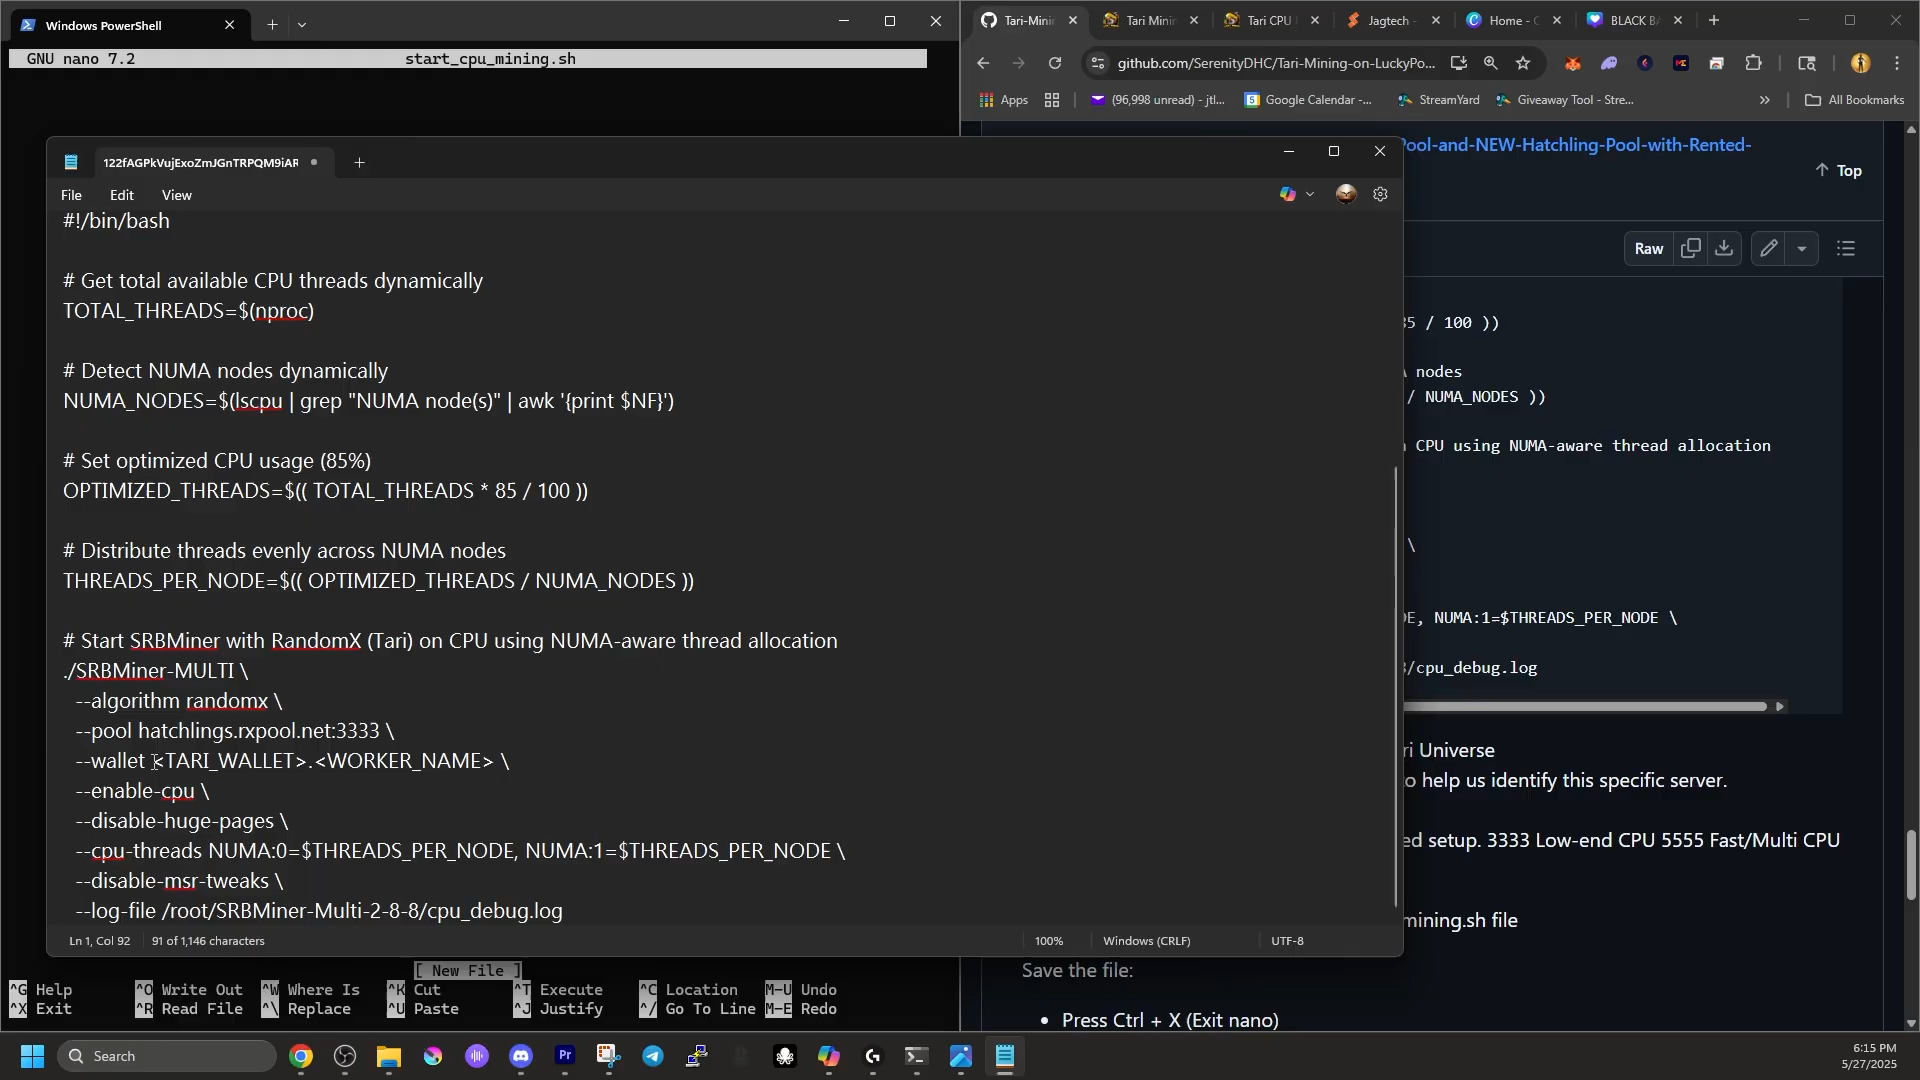 Windows PowerShell
GNU nano 7.2
start_cpu_mining.sh
Tari-Minin
Tari Minin
Tari CPU
Jagtech -
Home - C
BLACK B
github.com/SerenityDHC/Tari-Mining-on-LuckyPo...
Apps
(96,998 unread) - jtl...
Google Calendar -...
StreamYard
Giveaway Tool - Stre...
All Bookmarks
122fAGPkVujExoZmJGnTRPQM9iAR
File
Edit
View
#!/bin/bash
# Get total available CPU threads dynamically
TOTAL_THREADS=$(nproc)
# Detect NUMA nodes dynamically
NUMA_NODES=$(lscpu | grep "NUMA node(s)" | awk '{print $NF}')
# Set optimized CPU usage (85%)
OPTIMIZED_THREADS=$(( TOTAL_THREADS * 85 / 100 ))
# Distribute threads evenly across NUMA nodes
THREADS_PER_NODE=$(( OPTIMIZED_THREADS / NUMA_NODES ))
# Start SRBMiner with RandomX (Tari) on CPU using NUMA-aware thread allocation
./SRBMiner-MULTI \
--algorithm randomx \
--pool hatchlings.rxpool.net:3333 \
--wallet <TARI_WALLET>.<WORKER_NAME> \
--enable-cpu \
--disable-huge-pages \
--cpu-threads NUMA:0=$THREADS_PER_NODE, NUMA:1=$THREADS_PER_NODE \
--disable-msr-tweaks \
--log-file /root/SRBMiner-Multi-2-8-8/cpu_debug.log
Ln 1, Col 92
91 of 1,146 characters
100%
Windows (CRLF)
UTF-8
Pool-and-NEW-Hatchling-Pool-with-Rented-
Top
Raw
5 / 100 ))
nodes
/ NUMA_NODES ))
CPU using NUMA-aware thread allocation
\
DE, NUMA:1=$THREADS_PER_NODE \
/cpu_debug.log
ri Universe
to help us identify this specific server.
ed setup. 3333 Low-end CPU 5555 Fast/Multi CPU
mining.sh file
Save the file:
• Press Ctrl + X (Exit nano)
[ New File ]
^G Help ^O Write Out ^W Where Is ^K Cut ^T Execute ^C Location M-U Undo
^X Exit ^R Read File ^\ Replace ^U Paste ^J Justify ^/ Go To Line M-E Redo
Search
6:15 PM
5/27/2025